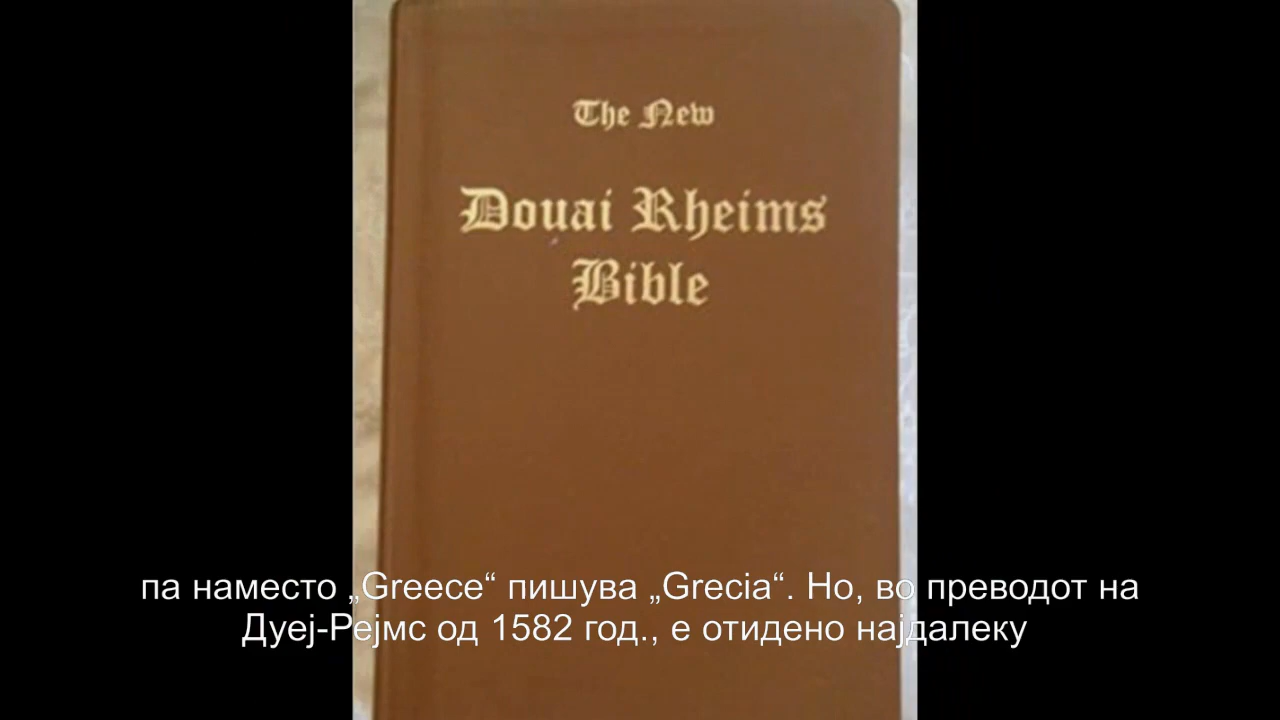 The New
Douai Rheims
Bible
па наместо „Greece“ пишува „Grecia“. Но, во преводот на
Дуеј-Рејмс од 1582 год., е отидено најдалеку